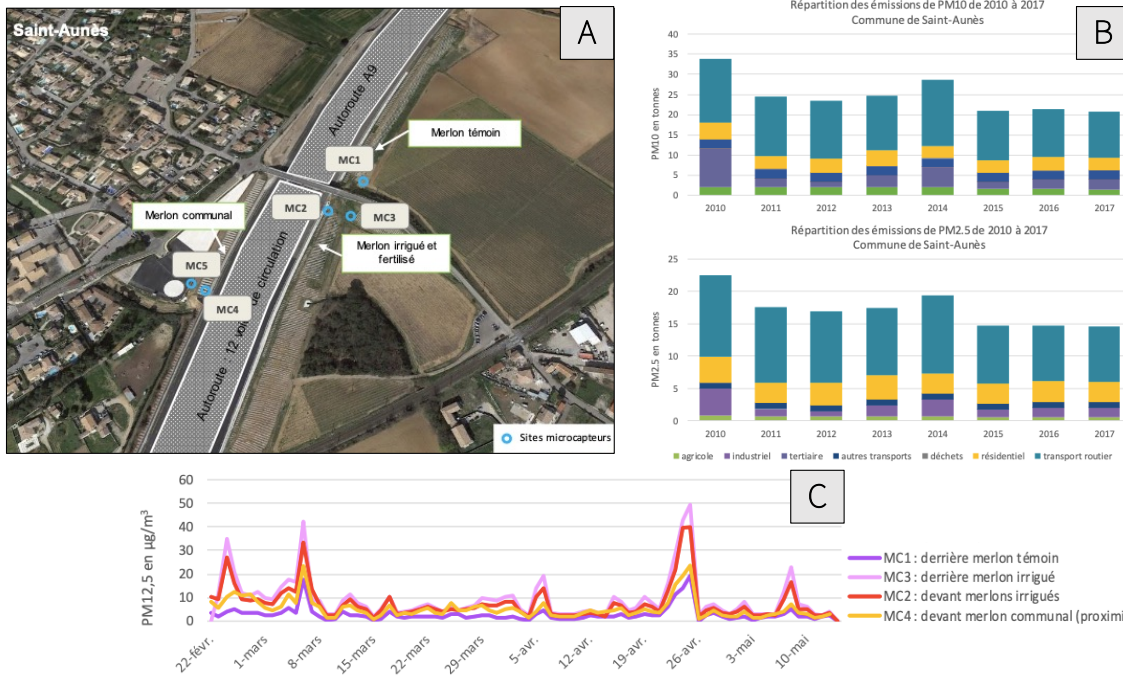 Saint-Aunès
A
Autoroute A9
Merlon témoin
MC1
MC2
MC3
Merlon communal
Merlon irrigué et
fertilisé
MC5
MC4
Autoroute : 12 voies de circulation
Sites microcapteurs
Répartition des émissions de PM10 de 2010 à 2017
Commune de Saint-Aunès
B
PM10 en tonnes
40
35
30
25
20
15
10
5
0
2010 2011 2012 2013 2014 2015 2016 2017
Répartition des émissions de PM2.5 de 2010 à 2017
Commune de Saint-Aunès
PM2.5 en tonnes
25
20
15
10
5
0
2010 2011 2012 2013 2014 2015 2016 2017
agricole industriel tertiaire autres transports déchets résidentiel transport routier
C
PM12,5 en µg/m³
60
50
40
30
20
10
0
22-févr. 1-mars 8-mars 15-mars 22-mars 29-mars 5-avr. 12-avr. 19-avr. 26-avr. 3-mai 10-mai
MC1 : derrière merlon témoin
MC3 : derrière merlon irrigué
MC2 : devant merlons irrigués
MC4 : devant merlon communal (proximi